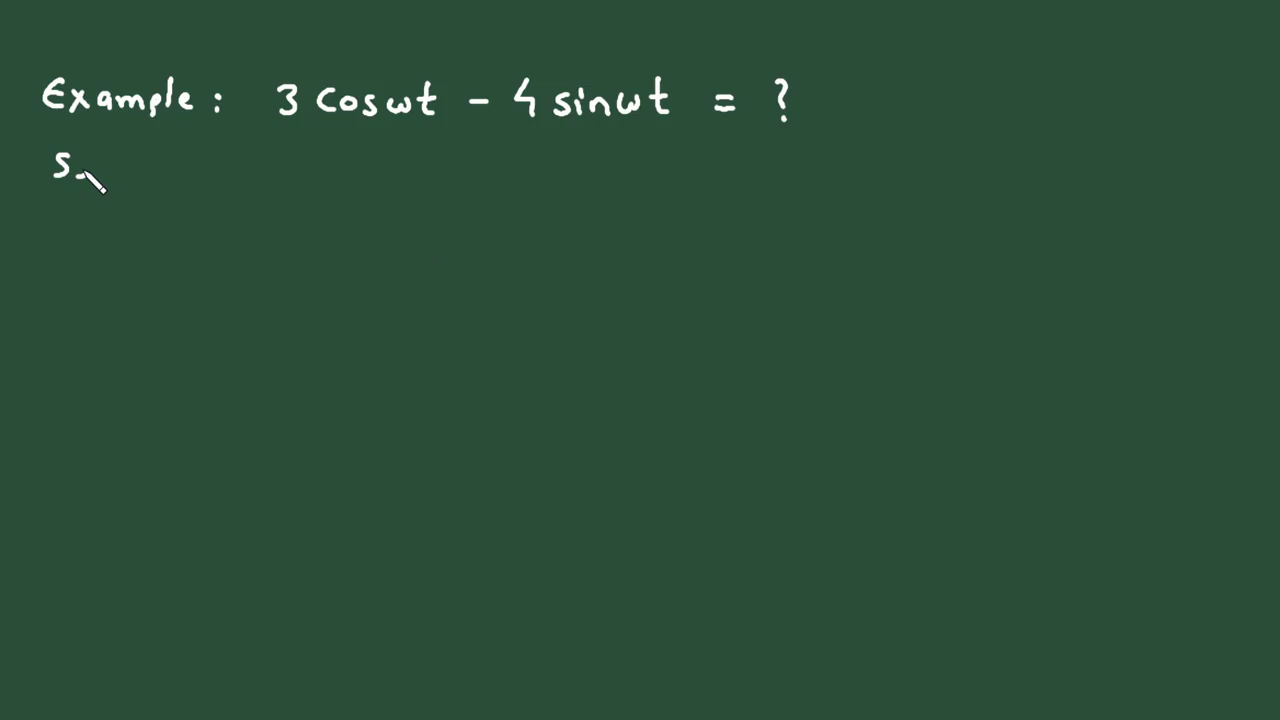 Example: 3 cosωt - 4 sinωt = ?
S